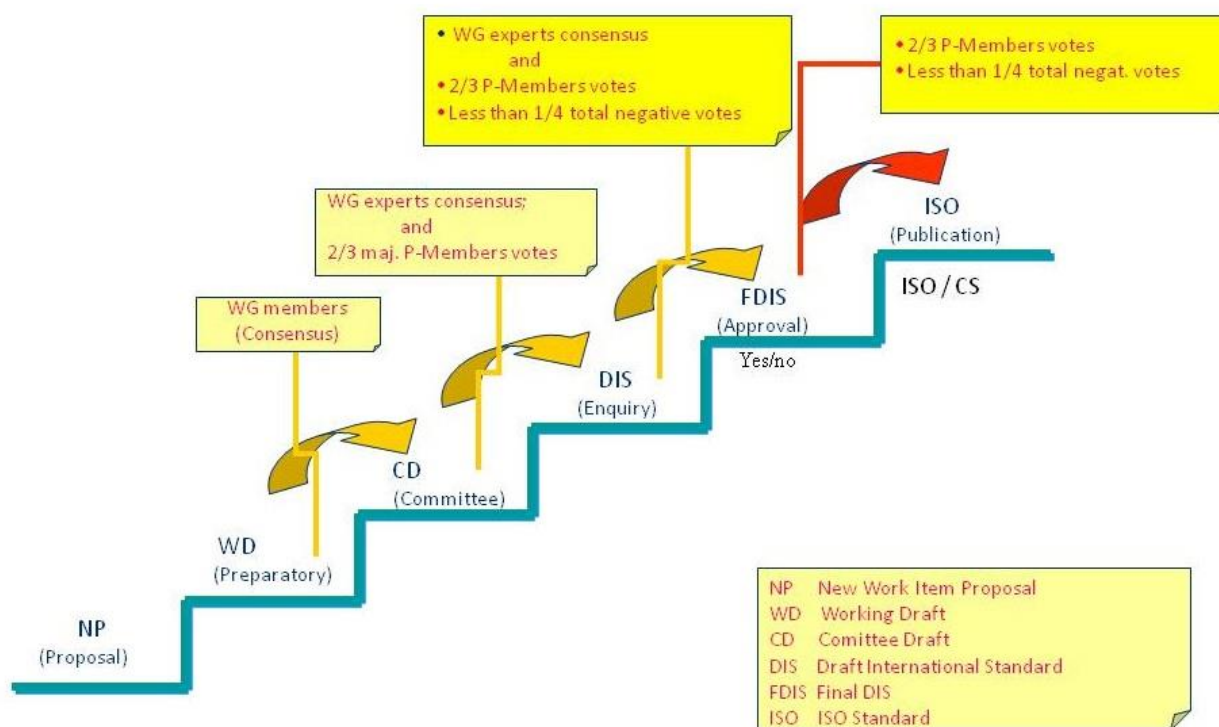 • WG experts consensus
and
• 2/3 P-Members votes
• Less than 1/4 total negative votes
• 2/3 P-Members votes
• Less than 1/4 total negat. votes
WG experts consensus;
and
2/3 maj. P-Members votes
WG members
(Consensus)
ISO
(Publication)
ISO / CS
FDIS
(Approval)
Yes/no
DIS
(Enquiry)
CD
(Committee)
WD
(Preparatory)
NP
(Proposal)
NP New Work Item Proposal
WD Working Draft
CD Comittee Draft
DIS Draft International Standard
FDIS Final DIS
ISO ISO Standard